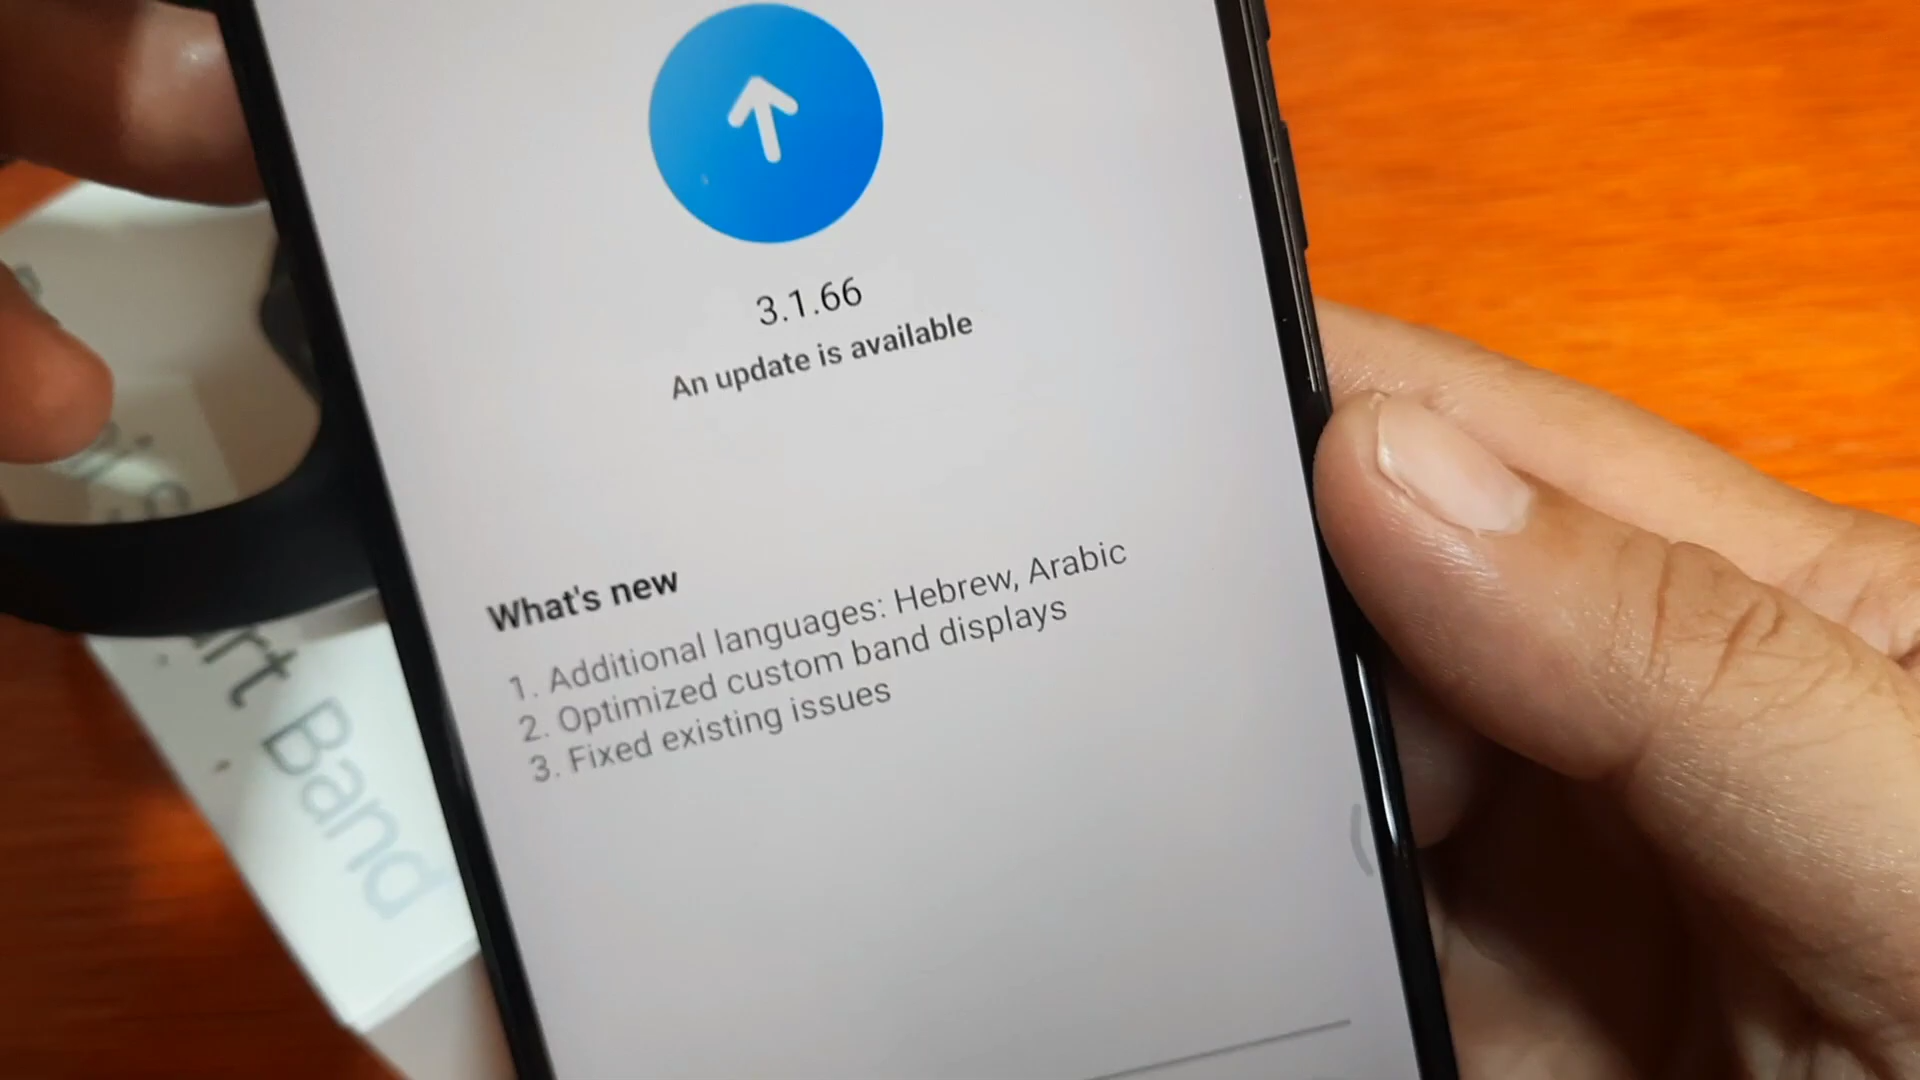 3.1.66
An update is available
What's new
1. Additional languages: Hebrew, Arabic
2. Optimized custom band displays
3. Fixed existing issues
Band